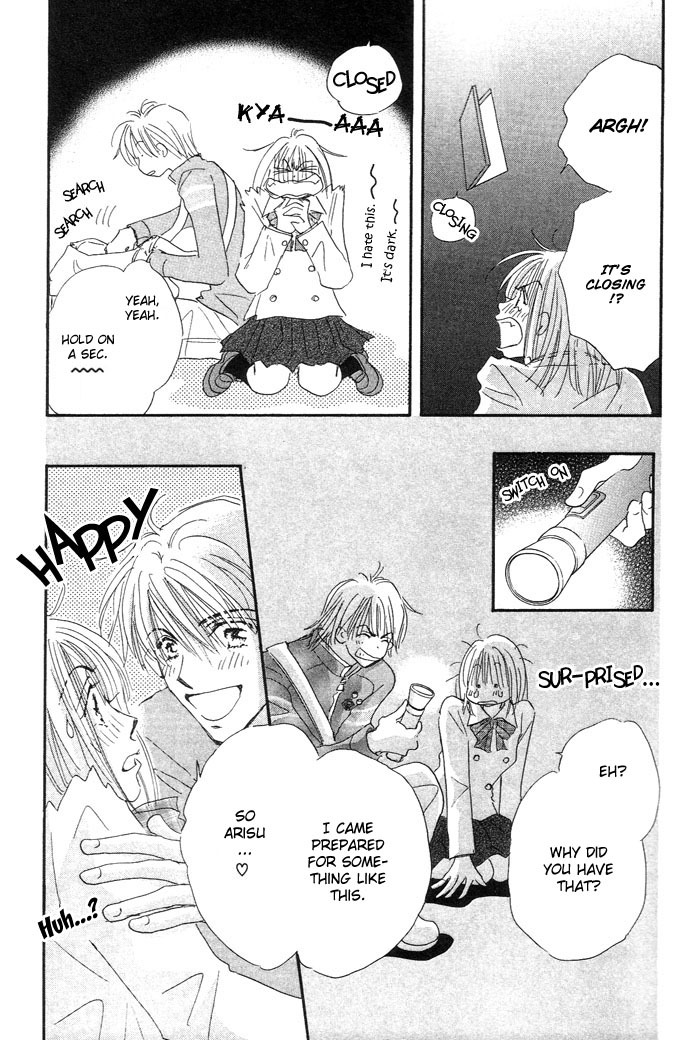 ARGH!
IT'S
CLOSING
!?
CLOSING
CLOSED
KYA——AAA
I hate this.~
It's dark.~
SEARCH
SEARCH
YEAH,
YEAH.
HOLD ON
A SEC.
SWITCH ON
SUR-PRISED...
EH?
WHY DID
YOU HAVE
THAT?
I CAME
PREPARED
FOR SOME-
THING LIKE
THIS.
SO
ARISU
...
♡
HAPPY
Huh...?